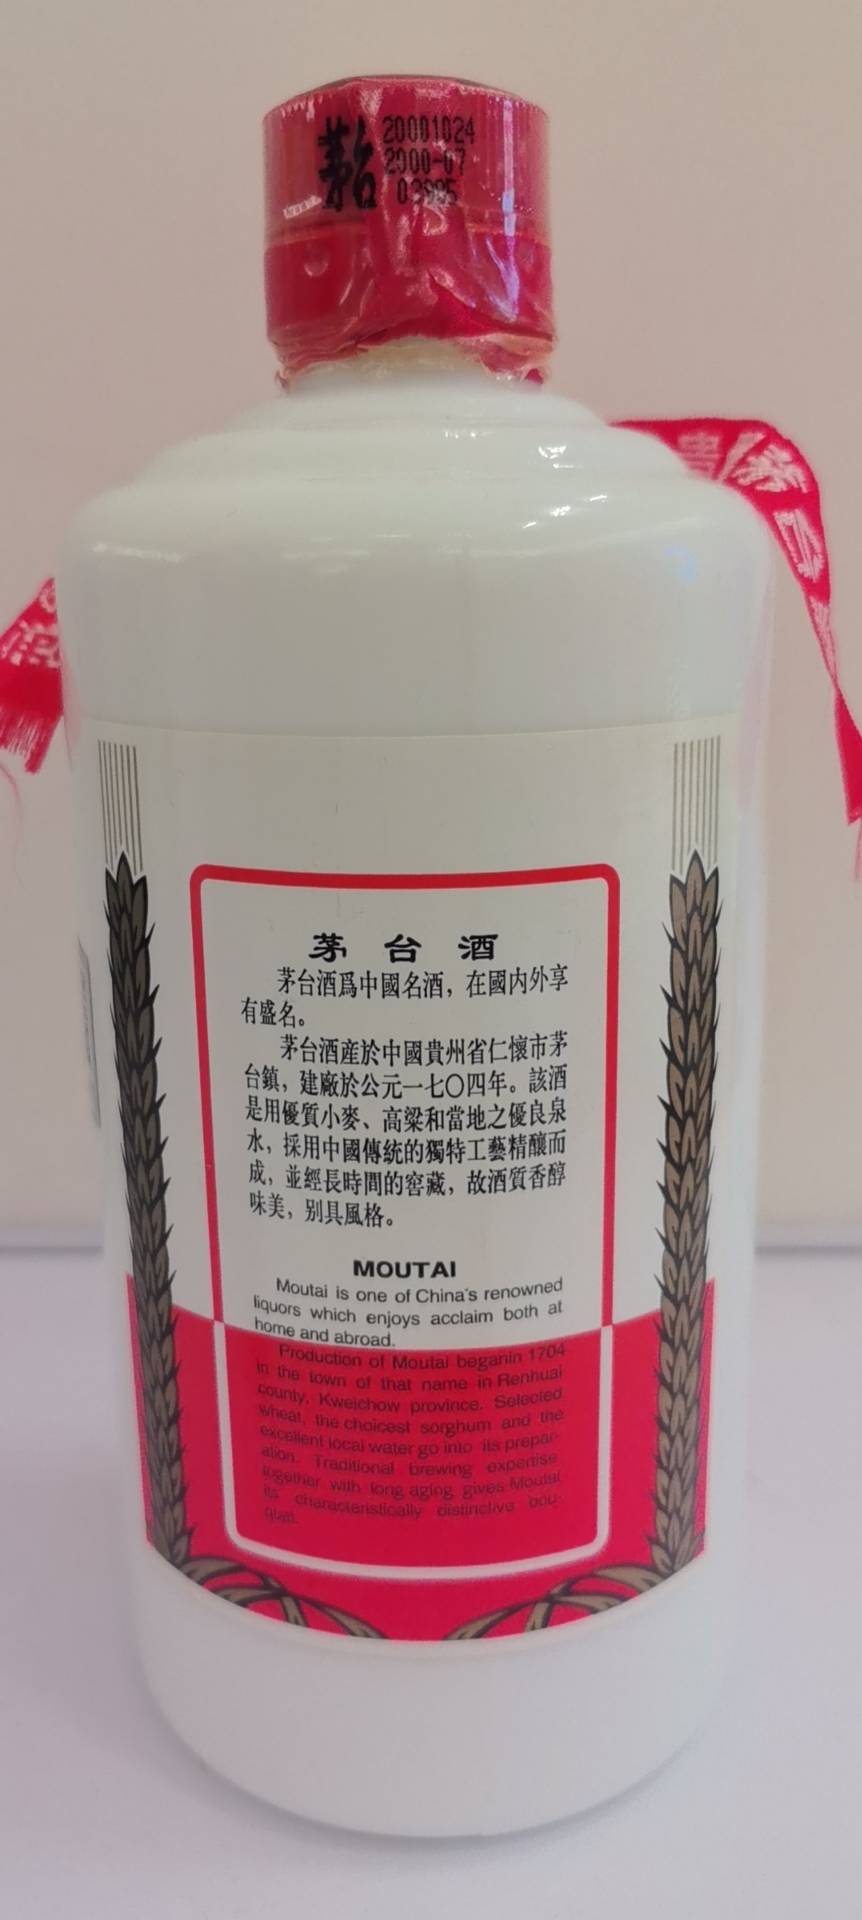 茅台
20001024
2000-07
茅台酒
茅台酒爲中國名酒，在國内外享
有盛名。
茅台酒産於中國貴州省仁懷市茅
台鎮，建廠於公元一七〇四年。該酒
是用優質小麥、高粱和當地之優良泉
水，採用中國傳統的獨特工藝精釀而
成，並經長時間的窖藏，故酒質香醇
味美，别具風格。
MOUTAI
Moutai is one of China's renowned
liquors which enjoys acclaim both at
home and abroad.
Production of Moutai beganin 1704
in the town of that name in Renhuai
county, Kweichow province. Selected
wheat, the choicest sorghum and the
excellent local water go into its prepar-
ation. Traditional brewing expertise
together with long aging gives Moutai
its characteristically distinctive bou-
quet.